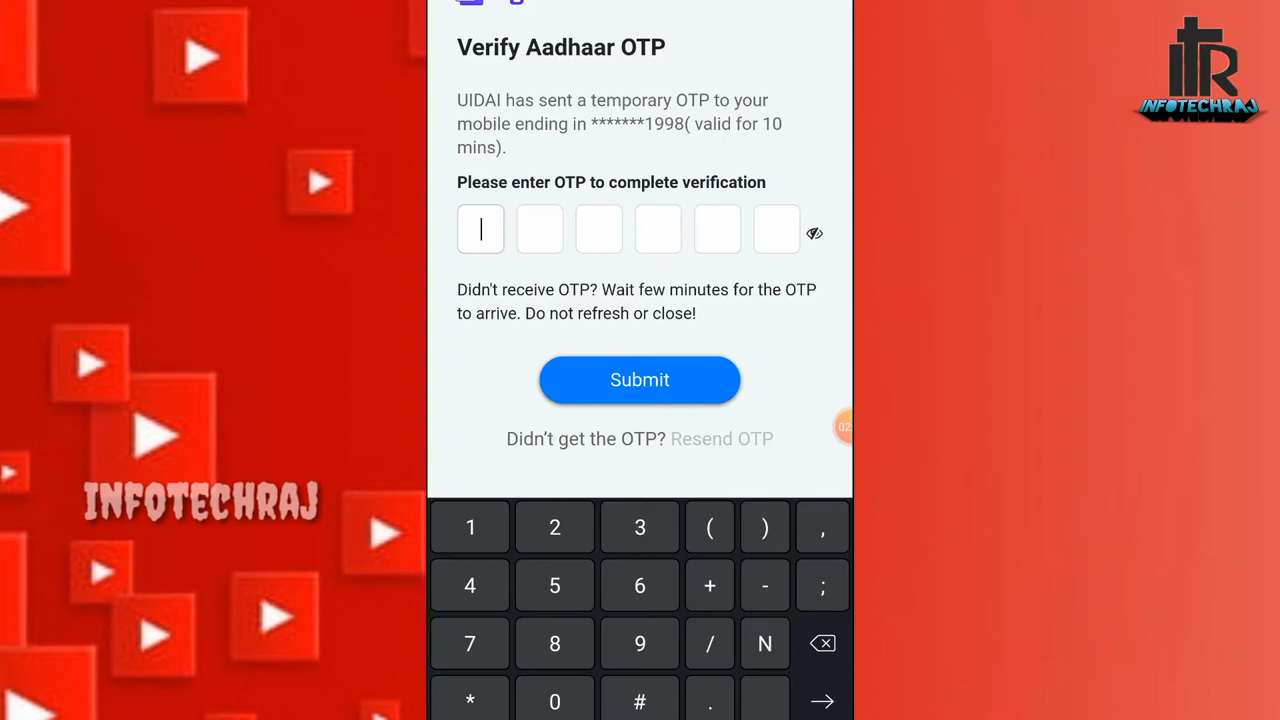 Verify Aadhaar OTP
UIDAI has sent a temporary OTP to your
mobile ending in *******1998( valid for 10
mins).
Please enter OTP to complete verification
Didn't receive OTP? Wait few minutes for the OTP
to arrive. Do not refresh or close!
Submit
Didn’t get the OTP? Resend OTP
1 2 3 ( ) ,
4 5 6 + - ;
7 8 9 / N
* 0 # .
INFOTECHRAJ
ITR
INFOTECHRAJ